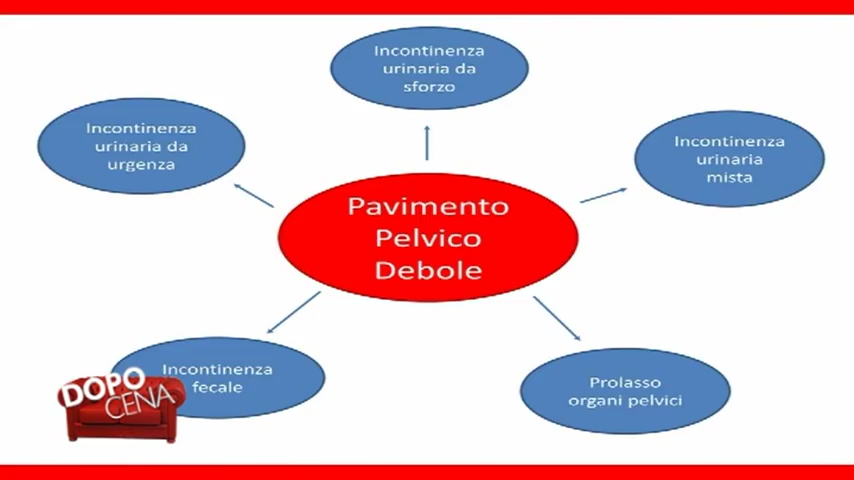 Incontinenza
urinaria da
sforzo
Incontinenza
urinaria da
urgenza
Incontinenza
urinaria
mista
Pavimento
Pelvico
Debole
Incontinenza
fecale
Prolasso
organi pelvici
DOPO
CENA